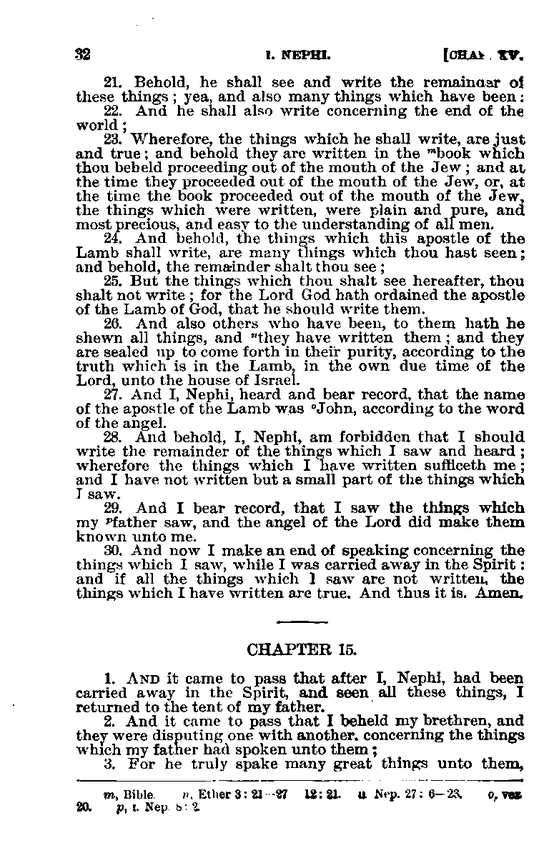 32 I. NEPHI. [CHAP. XV.
21. Behold, he shall see and write the remainder of
these things; yea, and also many things which have been:
22. And he shall also write concerning the end of the
world;
23. Wherefore, the things which he shall write, are just
and true; and behold they are written in the ᵐbook which
thou beheld proceeding out of the mouth of the Jew; and at
the time they proceeded out of the mouth of the Jew, or, at
the time the book proceeded out of the mouth of the Jew,
the things which were written, were plain and pure, and
most precious, and easy to the understanding of all men.
24. And behold, the things which this apostle of the
Lamb shall write, are many things which thou hast seen;
and behold, the remainder shalt thou see;
25. But the things which thou shalt see hereafter, thou
shalt not write; for the Lord God hath ordained the apostle
of the Lamb of God, that he should write them.
26. And also others who have been, to them hath he
shewn all things, and ⁿthey have written them; and they
are sealed up to come forth in their purity, according to the
truth which is in the Lamb, in the own due time of the
Lord, unto the house of Israel.
27. And I, Nephi, heard and bear record, that the name
of the apostle of the Lamb was ᵒJohn, according to the word
of the angel.
28. And behold, I, Nephi, am forbidden that I should
write the remainder of the things which I saw and heard;
wherefore the things which I have written sufficeth me;
and I have not written but a small part of the things which
I saw.
29. And I bear record, that I saw the things which
my ᵖfather saw, and the angel of the Lord did make them
known unto me.
30. And now I make an end of speaking concerning the
things which I saw, while I was carried away in the Spirit:
and if all the things which I saw are not written, the
things which I have written are true. And thus it is. Amen.
CHAPTER 15.
1. AND it came to pass that after I, Nephi, had been
carried away in the Spirit, and seen all these things, I
returned to the tent of my father.
2. And it came to pass that I beheld my brethren, and
they were disputing one with another, concerning the things
which my father had spoken unto them;
3. For he truly spake many great things unto them,
m, Bible. n, Ether 3: 21—27 12: 21. Nep. 27: 6—23. o, ver.
20. p, I. Nep. 8: 2.